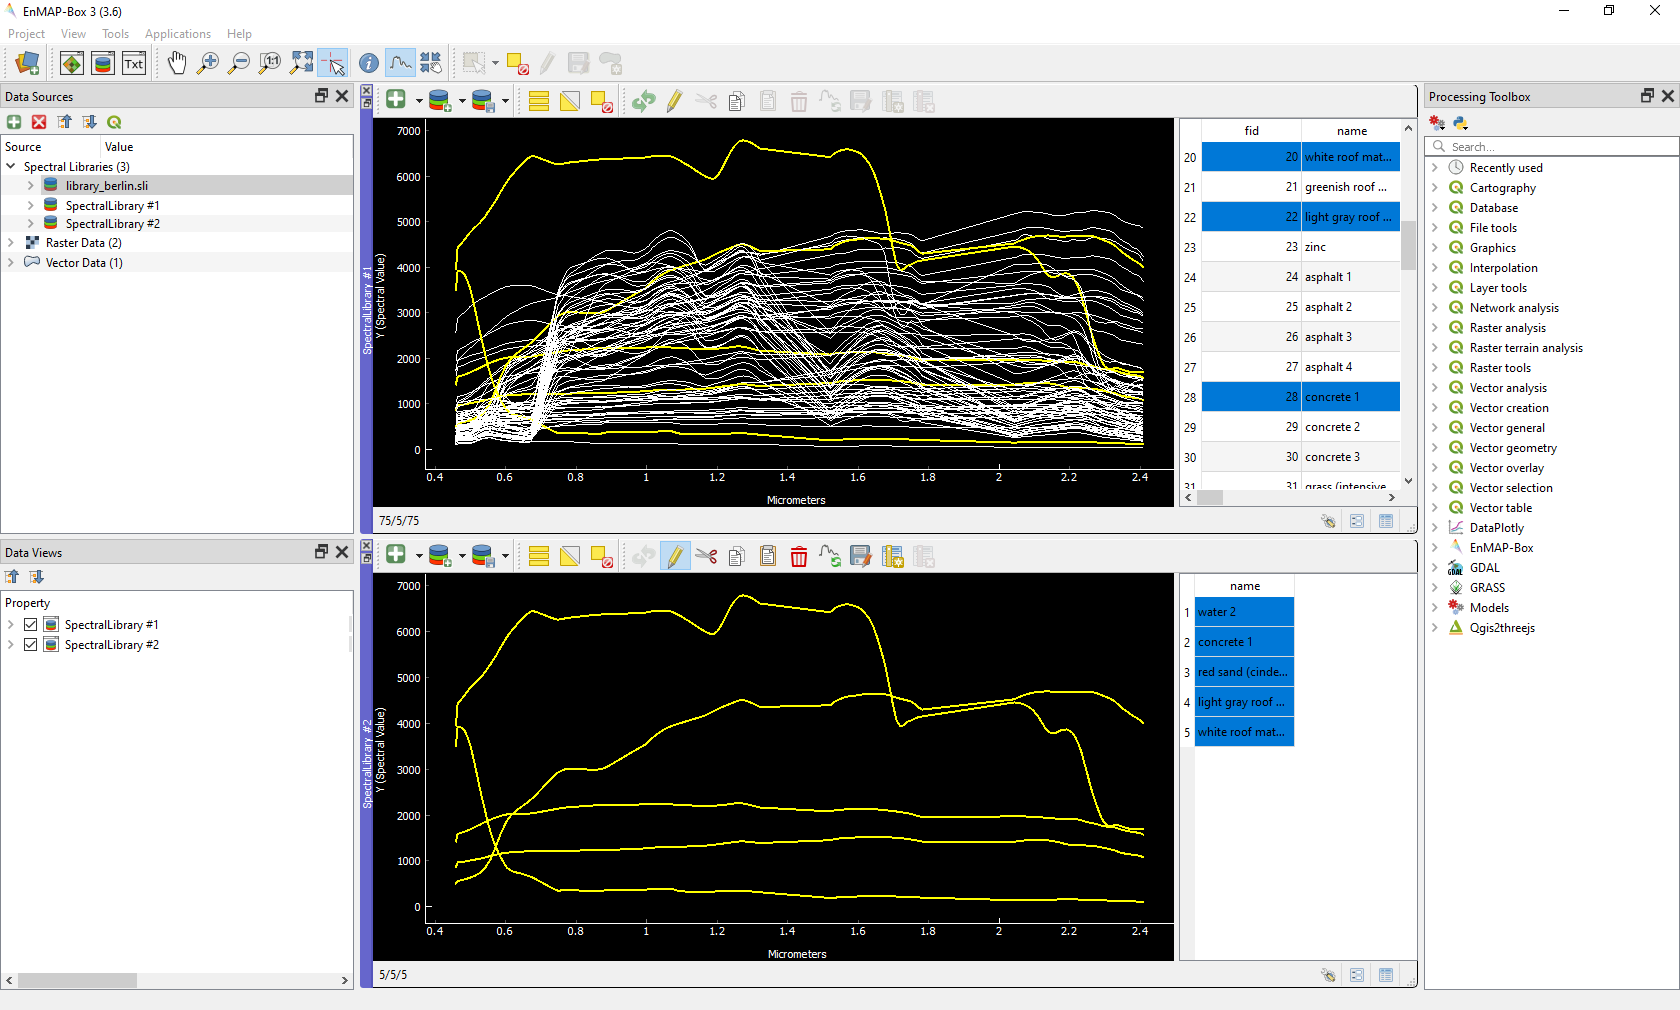 EnMAP-Box 3 (3.6)
Project View Tools Applications Help
1:1 Txt
Data Sources
Source Value
Spectral Libraries (3)
library_berlin.sli
SpectralLibrary #1
SpectralLibrary #2
Raster Data (2)
Vector Data (1)
Data Views
Property
SpectralLibrary #1
SpectralLibrary #2
SpectralLibrary #1
Y (Spectral Value)
7000
6000
5000
4000
3000
2000
1000
0
0.4 0.6 0.8 1 1.2 1.4 1.6 1.8 2 2.2 2.4
Micrometers
fid name
20 20 white roof mat...
21 21 greenish roof ...
22 22 light gray roof ...
23 23 zinc
24 24 asphalt 1
25 25 asphalt 2
26 26 asphalt 3
27 27 asphalt 4
28 28 concrete 1
29 29 concrete 2
30 30 concrete 3
31 31 grass (intensive
75/5/75
SpectralLibrary #2
Y (Spectral Value)
7000
6000
5000
4000
3000
2000
1000
0
0.4 0.6 0.8 1 1.2 1.4 1.6 1.8 2 2.2 2.4
Micrometers
name
1 water 2
2 concrete 1
3 red sand (cinde...
4 light gray roof ...
5 white roof mat...
5/5/5
Processing Toolbox
Search...
Recently used
Cartography
Database
File tools
Graphics
Interpolation
Layer tools
Network analysis
Raster analysis
Raster terrain analysis
Raster tools
Vector analysis
Vector creation
Vector general
Vector geometry
Vector overlay
Vector selection
Vector table
DataPlotly
EnMAP-Box
GDAL GDAL
GRASS
Models
Qgis2threejs